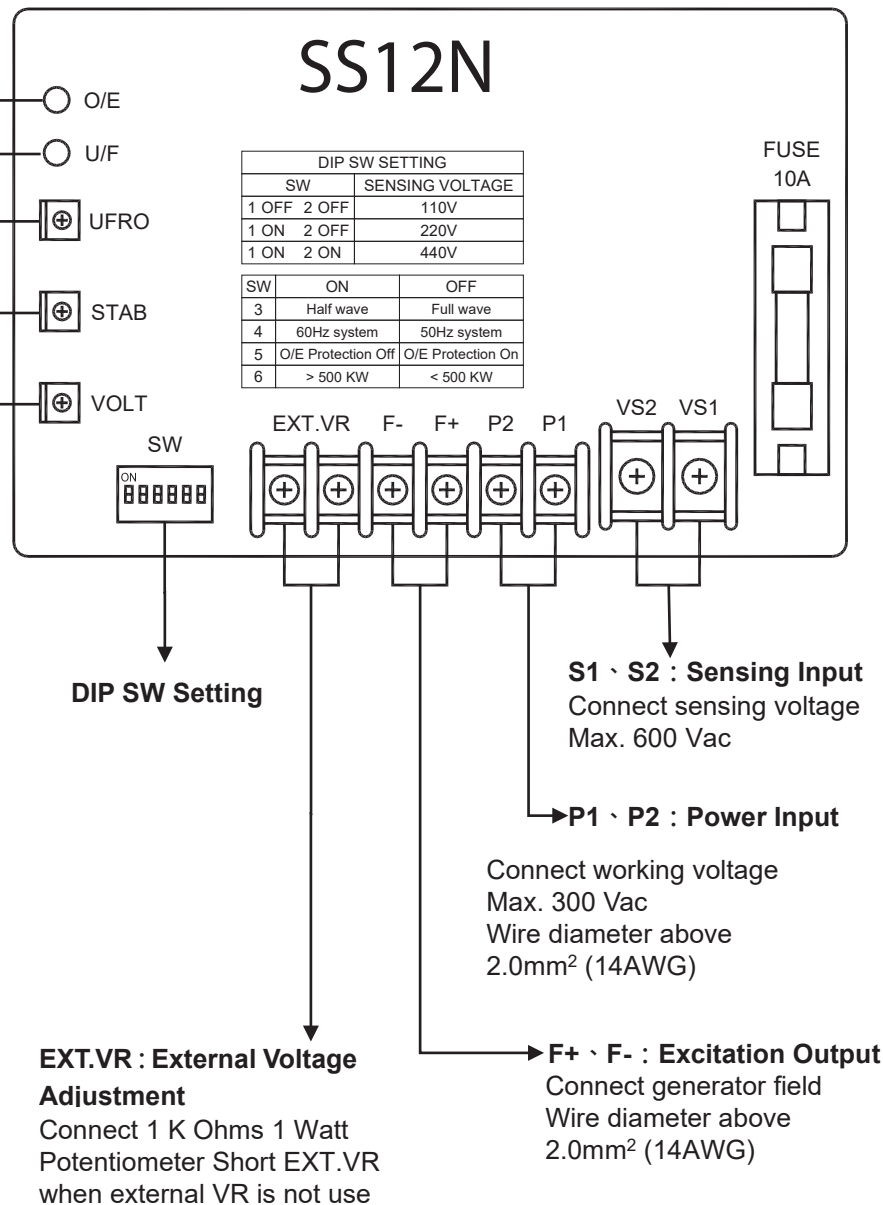 SS12N
O/E
U/F
UFRO
STAB
VOLT
DIP SW SETTING
SW SENSING VOLTAGE
1 OFF 2 OFF 110V
1 ON 2 OFF 220V
1 ON 2 ON 440V
SW ON OFF
3 Half wave Full wave
4 60Hz system 50Hz system
5 O/E Protection Off O/E Protection On
6 > 500 KW < 500 KW
FUSE
10A
SW
ON
EXT.VR F- F+ P2 P1
VS2 VS1
DIP SW Setting
S1、S2：Sensing Input
Connect sensing voltage
Max. 600 Vac
P1、P2：Power Input
Connect working voltage
Max. 300 Vac
Wire diameter above
2.0mm² (14AWG)
EXT.VR：External Voltage
Adjustment
Connect 1 K Ohms 1 Watt
Potentiometer Short EXT.VR
when external VR is not use
F+、F-：Excitation Output
Connect generator field
Wire diameter above
2.0mm² (14AWG)